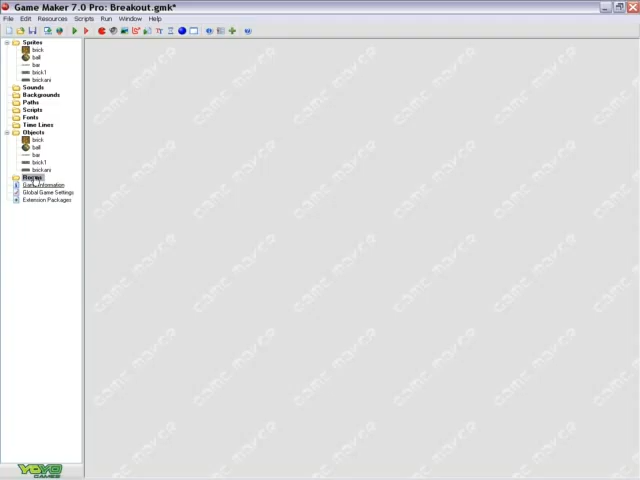 Game Maker 7.0 Pro: Breakout.gmk*
File Edit Resources Scripts Run Window Help
Sprites
brick
ball
bar
brick1
brickani
Sounds
Backgrounds
Paths
Scripts
Fonts
Time Lines
Objects
brick
ball
bar
brick1
brickani
Rooms
Game Information
Global Game Settings
Extension Packages
YOYO
GAMES